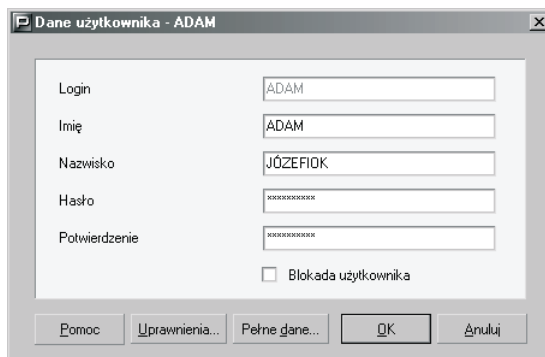 Dane użytkownika - ADAM
Login ADAM
Imię ADAM
Nazwisko JÓZEFIOK
Hasło **********
Potwierdzenie **********
Blokada użytkownika
Pomoc Uprawnienia... Pełne dane... OK Anuluj